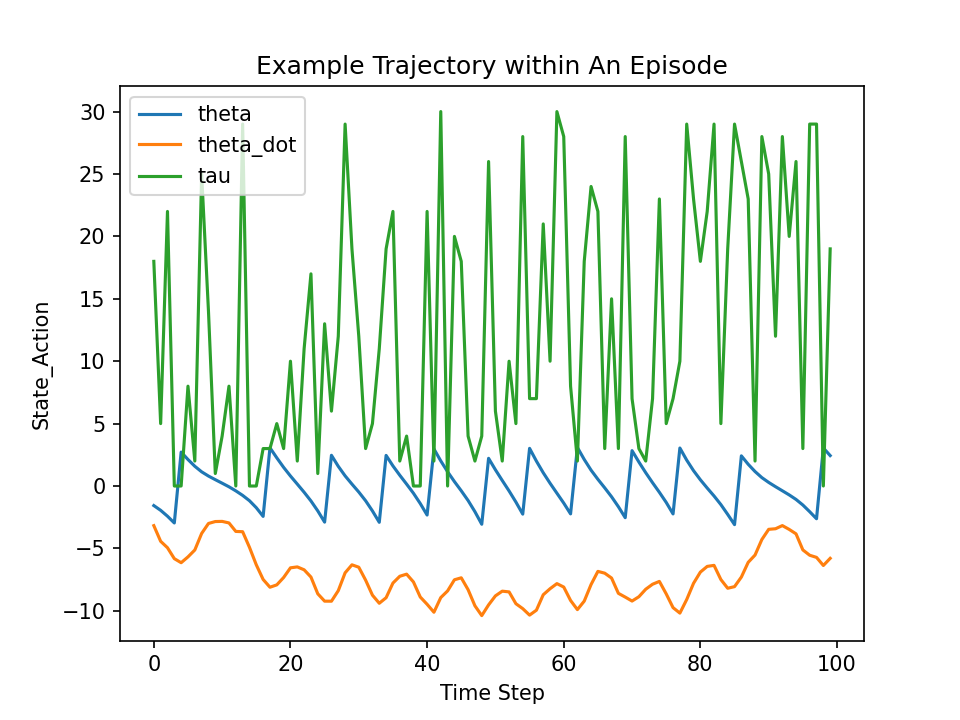 Example Trajectory within An Episode
theta
theta_dot
tau
State_Action
30
25
20
15
10
5
0
−5
−10
0 20 40 60 80 100
Time Step